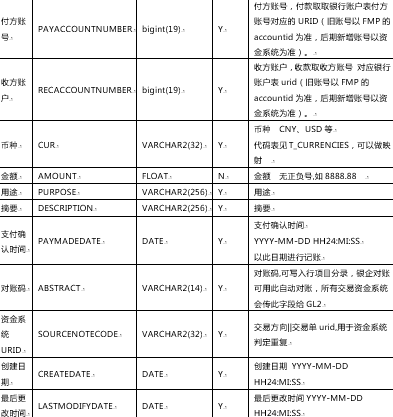 付方账号 PAYACCOUNTNUMBER bigint(19) Y 付方账号，付款取取银行账户表付方
账号对应的 URID（旧账号以 FMP 的
accountid 为准，后期新增账号以资
金系统为准）。
收方账户 RECACCOUNTNUMBER bigint(19) Y 收方账户，收款取收方账号 对应银行
账户表 urid（旧账号以 FMP 的
accountid 为准，后期新增账号以资
金系统为准）。
币种 CUR VARCHAR2(32) Y 币种 CNY、USD 等
代码表见 T_CURRENCIES，可以做映
射
金额 AMOUNT FLOAT N 金额 无正负号,如 8888.88
用途 PURPOSE VARCHAR2(256) Y 用途
摘要 DESCRIPTION VARCHAR2(256) Y 摘要
支付确认时间 PAYMADEDATE DATE Y 支付确认时间
YYYY-MM-DD HH24:MI:SS
以此日期进行记账
对账码 ABSTRACT VARCHAR2(14) Y 对账码,可写入行项目分录，银企对账
可用此自动对账，所有交易资金系统
会传此字段给 GL2
资金系统 URID SOURCENOTECODE VARCHAR2(32) Y 交易方向||交易单 urid,用于资金系统
判定重复
创建日期 CREATEDATE DATE Y 创建日期 YYYY-MM-DD
HH24:MI:SS
最后更改时间 LASTMODIFYDATE DATE Y 最后更改时间 YYYY-MM-DD
HH24:MI:SS